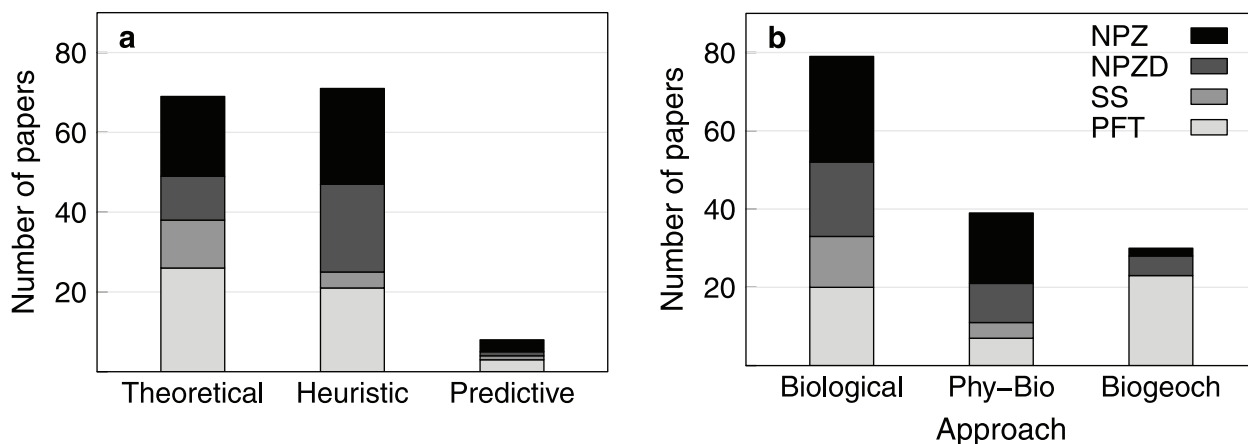 a
Number of papers
80
60
40
20
Theoretical
Heuristic
Predictive
b
Number of papers
80
60
40
20
NPZ
NPZD
SS
PFT
Biological
Phy–Bio
Biogeoch
Approach